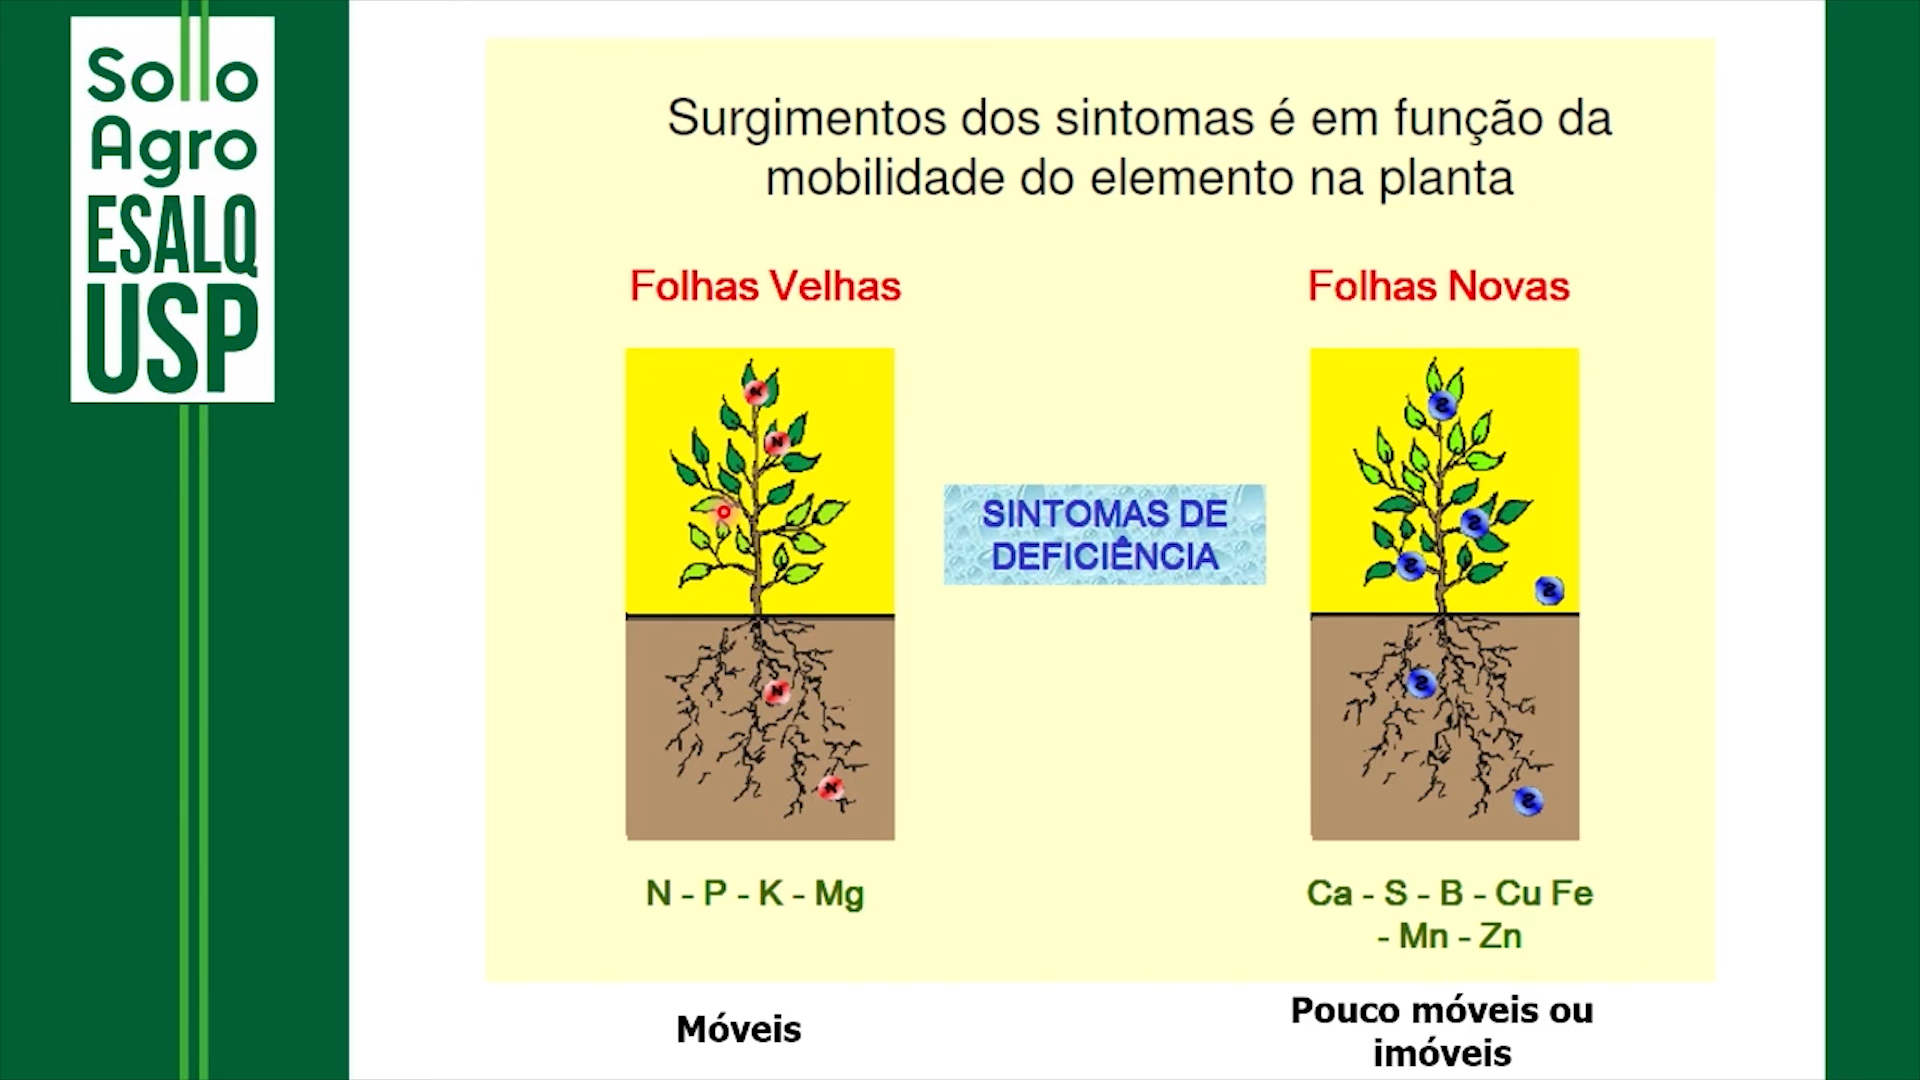 Sollo
Agro
ESALQ
USP
Surgimentos dos sintomas é em função da
mobilidade do elemento na planta
Folhas Velhas
Folhas Novas
N
N
N
SINTOMAS DE
DEFICIÊNCIA
N - P - K - Mg
Ca - S - B - Cu Fe
- Mn - Zn
Móveis
Pouco móveis ou
imóveis